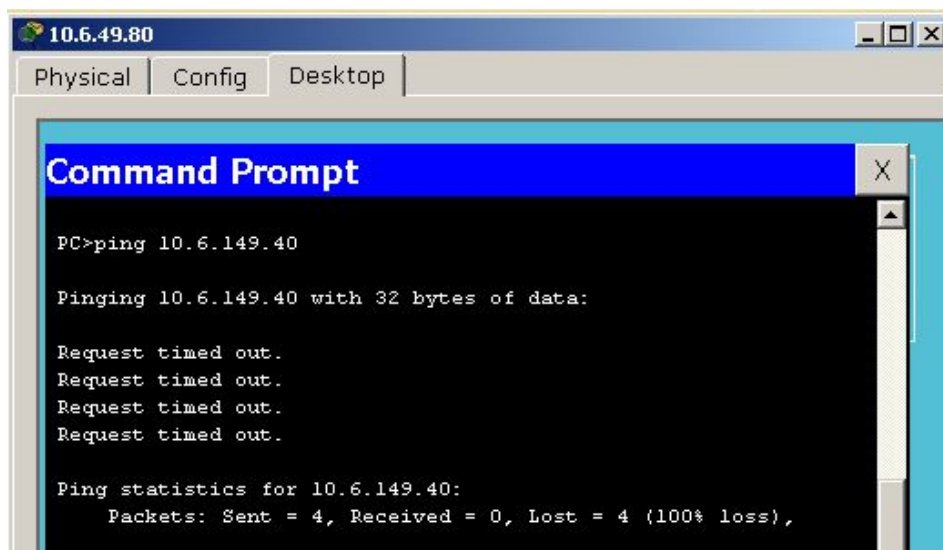 10.6.49.80
Physical Config Desktop
Command Prompt
X
PC>ping 10.6.149.40
Pinging 10.6.149.40 with 32 bytes of data:
Request timed out.
Request timed out.
Request timed out.
Request timed out.
Ping statistics for 10.6.149.40:
Packets: Sent = 4, Received = 0, Lost = 4 (100% loss),